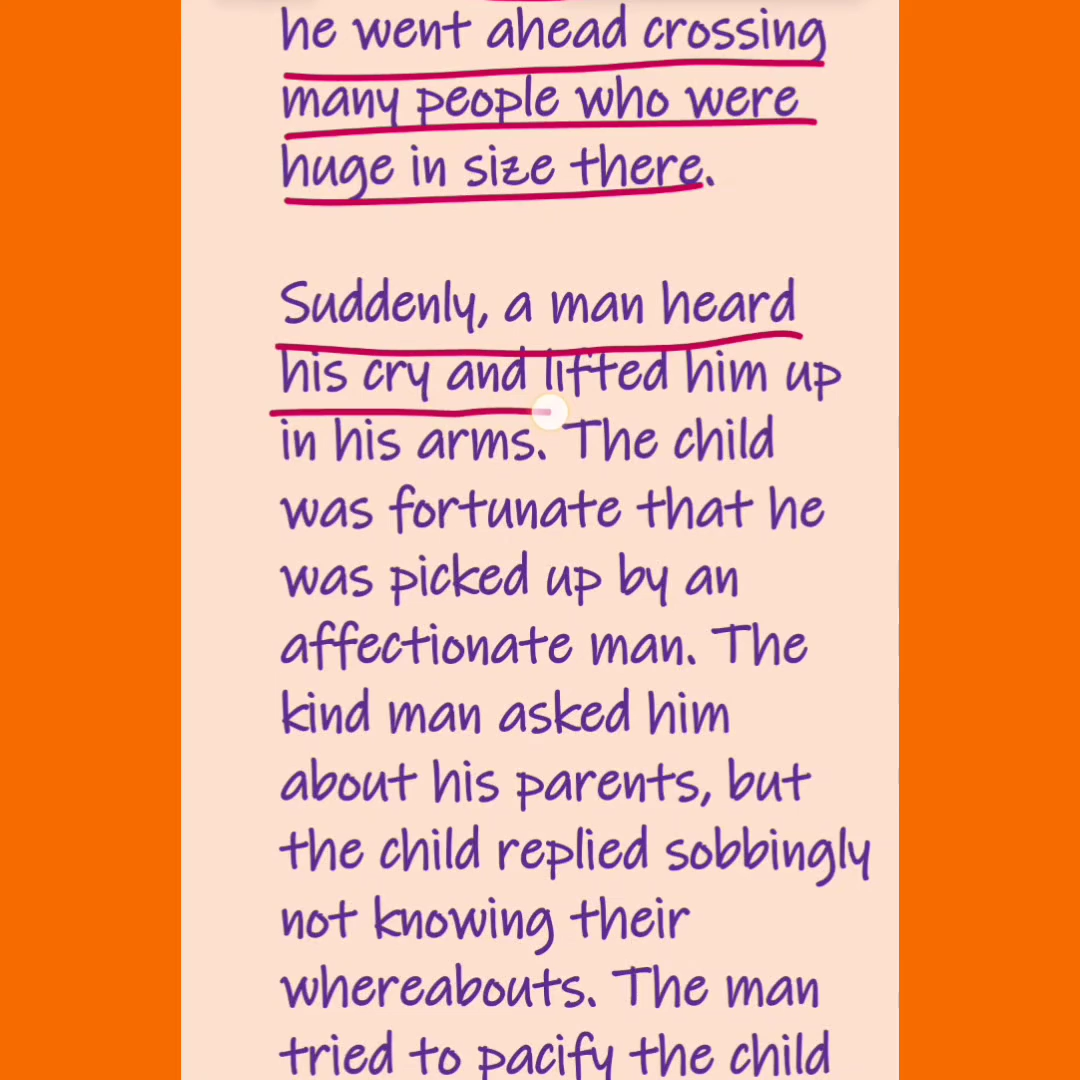 he went ahead crossing
many people who were
huge in size there.
Suddenly, a man heard
his cry and lifted him up
in his arms. The child
was fortunate that he
was picked up by an
affectionate man. The
kind man asked him
about his parents, but
the child replied sobbingly
not knowing their
whereabouts. The man
tried to pacify the child